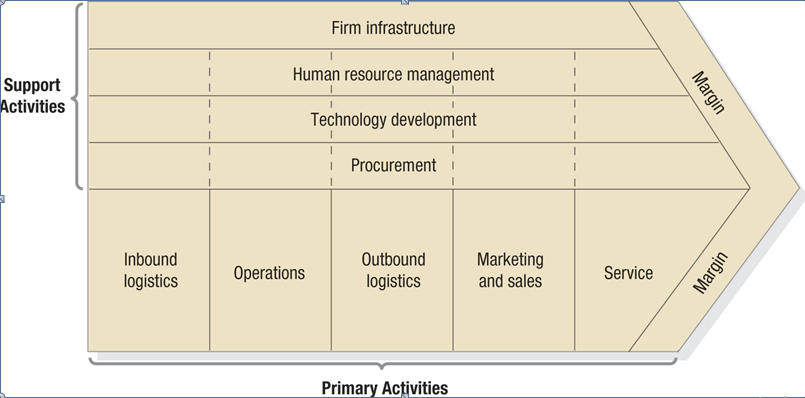 Support
Activities
Firm infrastructure
Human resource management
Technology development
Procurement
Margin
Inbound
logistics
Operations
Outbound
logistics
Marketing
and sales
Service
Margin
Primary Activities